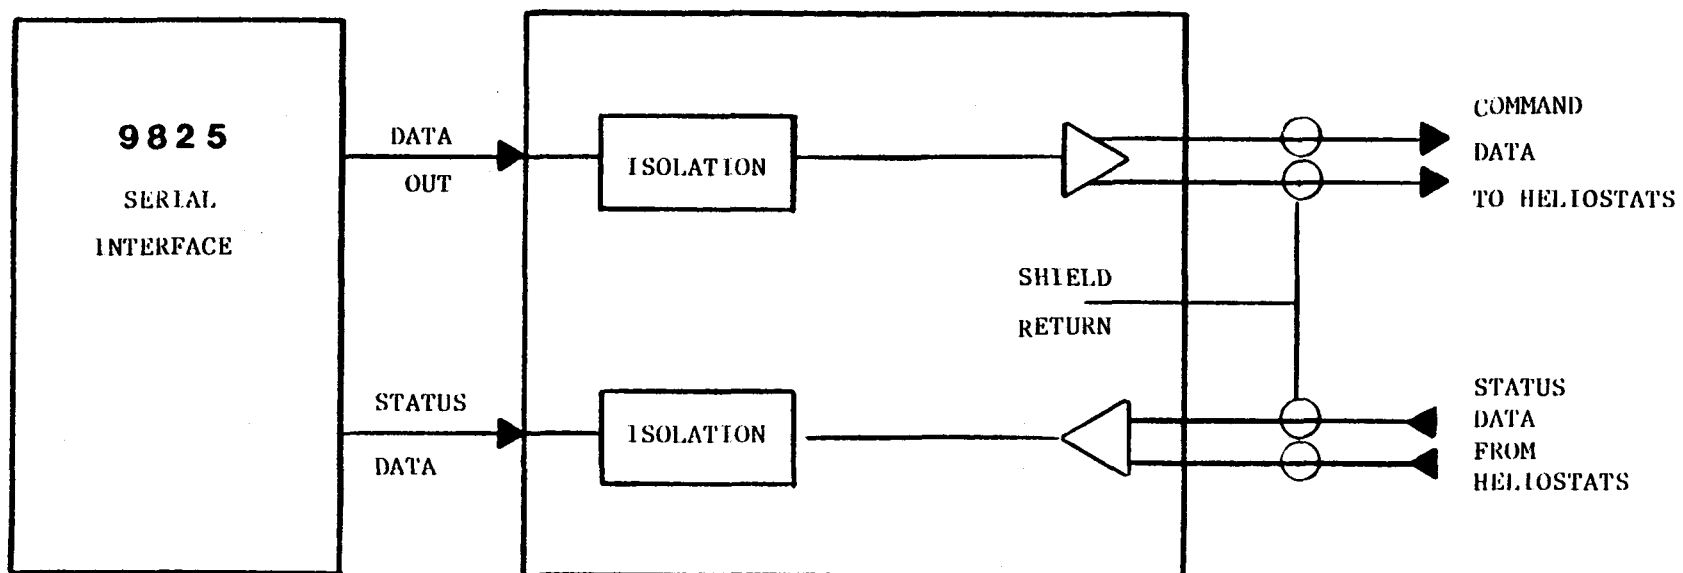 9825
SERIAL
INTERFACE
DATA
OUT
STATUS
DATA
ISOLATION
ISOLATION
SHIELD
RETURN
COMMAND
DATA
TO HELIOSTATS
STATUS
DATA
FROM
HELIOSTATS